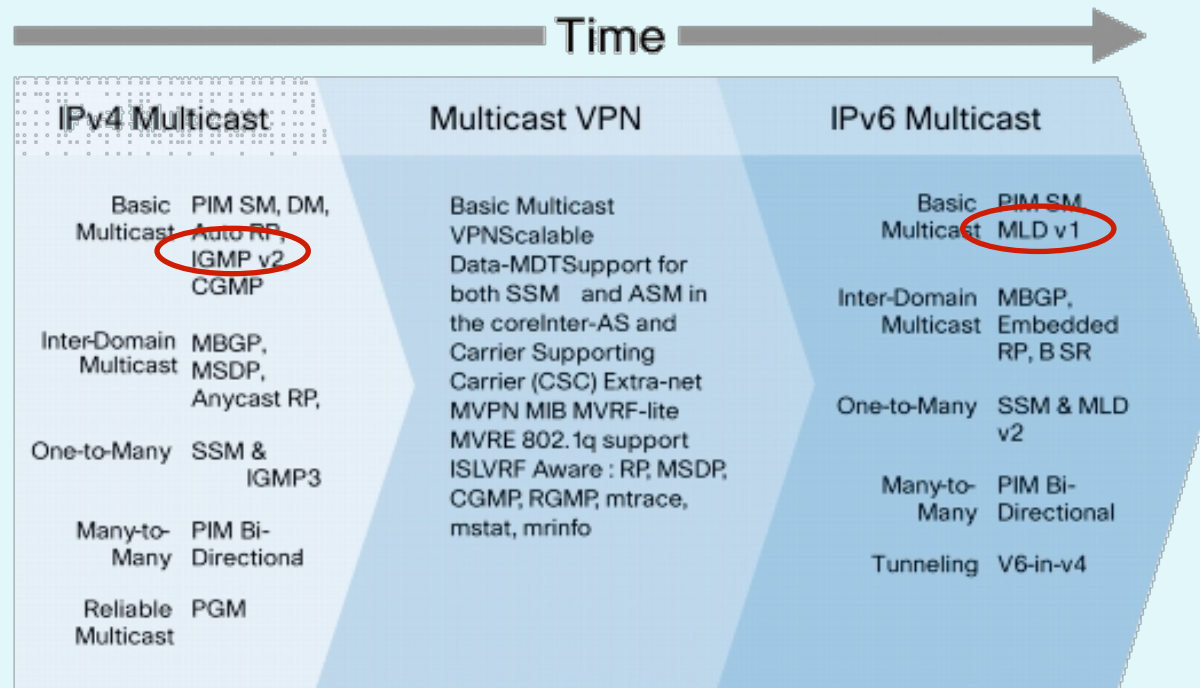 Time
IPv4 Multicast
Basic PIM SM, DM,
Multicast Auto RP,
IGMP v2
CGMP
Inter-Domain MBGP,
Multicast MSDP,
Anycast RP,
One-to-Many SSM &
IGMP3
Many-to- PIM Bi-
Many Directional
Reliable PGM
Multicast
Multicast VPN
Basic Multicast
VPNScalable
Data-MDTSupport for
both SSM and ASM in
the coreInter-AS and
Carrier Supporting
Carrier (CSC) Extra-net
MVPN MIB MVRF-lite
MVRE 802.1q support
ISLVRF Aware : RP, MSDP,
CGMP, RGMP, mtrace,
mstat, mrinfo
IPv6 Multicast
Basic PIM SM
Multicast MLD v1
Inter-Domain MBGP,
Multicast Embedded
RP, B SR
One-to-Many SSM & MLD
v2
Many-to- PIM Bi-
Many Directional
Tunneling V6-in-v4